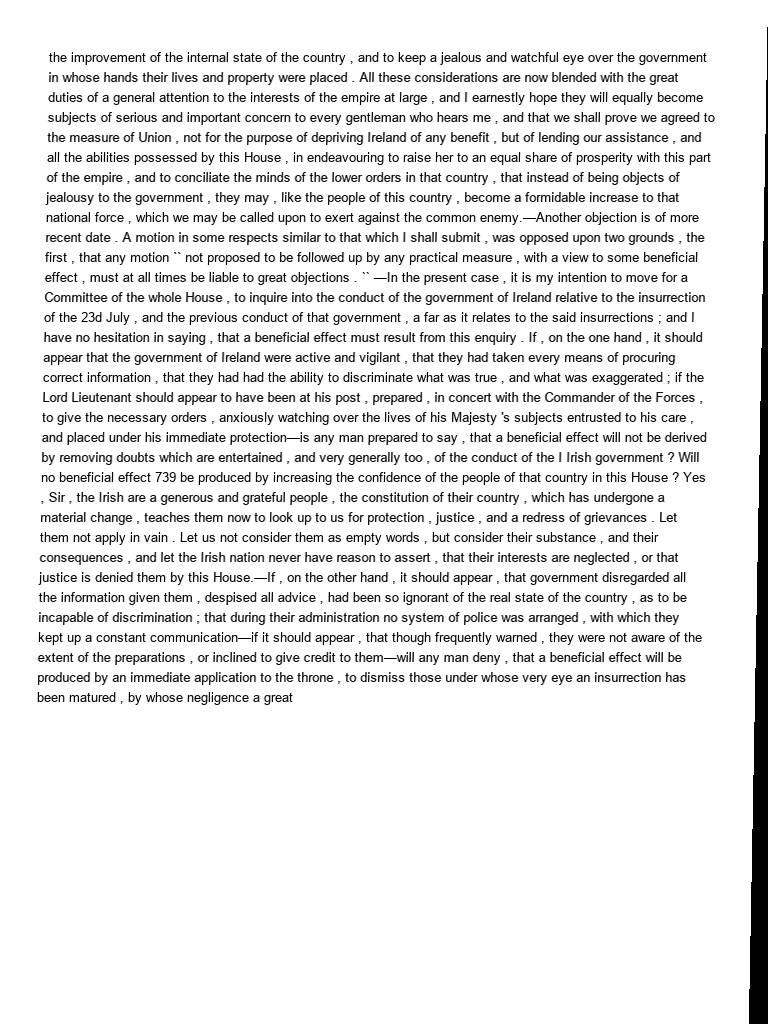 the improvement of the internal state of the country , and to keep a jealous and watchful eye over the government
in whose hands their lives and property were placed . All these considerations are now blended with the great
duties of a general attention to the interests of the empire at large , and I earnestly hope they will equally become
subjects of serious and important concern to every gentleman who hears me , and that we shall prove we agreed to
the measure of Union , not for the purpose of depriving Ireland of any benefit , but of lending our assistance , and
all the abilities possessed by this House , in endeavouring to raise her to an equal share of prosperity with this part
of the empire , and to conciliate the minds of the lower orders in that country , that instead of being objects of
jealousy to the government , they may , like the people of this country , become a formidable increase to that
national force , which we may be called upon to exert against the common enemy.—Another objection is of more
recent date . A motion in some respects similar to that which I shall submit , was opposed upon two grounds , the
first , that any motion `` not proposed to be followed up by any practical measure , with a view to some beneficial
effect , must at all times be liable to great objections . `` —In the present case , it is my intention to move for a
Committee of the whole House , to inquire into the conduct of the government of Ireland relative to the insurrection
of the 23d July , and the previous conduct of that government , a far as it relates to the said insurrections ; and I
have no hesitation in saying , that a beneficial effect must result from this enquiry . If , on the one hand , it should
appear that the government of Ireland were active and vigilant , that they had taken every means of procuring
correct information , that they had had the ability to discriminate what was true , and what was exaggerated ; if the
Lord Lieutenant should appear to have been at his post , prepared , in concert with the Commander of the Forces ,
to give the necessary orders , anxiously watching over the lives of his Majesty 's subjects entrusted to his care ,
and placed under his immediate protection—is any man prepared to say , that a beneficial effect will not be derived
by removing doubts which are entertained , and very generally too , of the conduct of the I Irish government ? Will
no beneficial effect 739 be produced by increasing the confidence of the people of that country in this House ? Yes
, Sir , the Irish are a generous and grateful people , the constitution of their country , which has undergone a
material change , teaches them now to look up to us for protection , justice , and a redress of grievances . Let
them not apply in vain . Let us not consider them as empty words , but consider their substance , and their
consequences , and let the Irish nation never have reason to assert , that their interests are neglected , or that
justice is denied them by this House.—If , on the other hand , it should appear , that government disregarded all
the information given them , despised all advice , had been so ignorant of the real state of the country , as to be
incapable of discrimination ; that during their administration no system of police was arranged , with which they
kept up a constant communication—if it should appear , that though frequently warned , they were not aware of the
extent of the preparations , or inclined to give credit to them—will any man deny , that a beneficial effect will be
produced by an immediate application to the throne , to dismiss those under whose very eye an insurrection has
been matured , by whose negligence a great